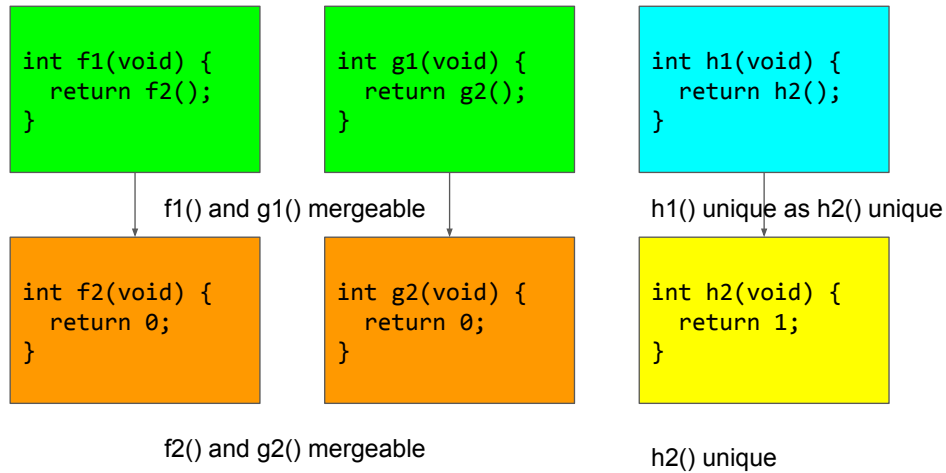 int f1(void) {
  return f2();
}
int g1(void) {
  return g2();
}
int h1(void) {
  return h2();
}
f1() and g1() mergeable
h1() unique as h2() unique
int f2(void) {
  return 0;
}
int g2(void) {
  return 0;
}
int h2(void) {
  return 1;
}
f2() and g2() mergeable
h2() unique